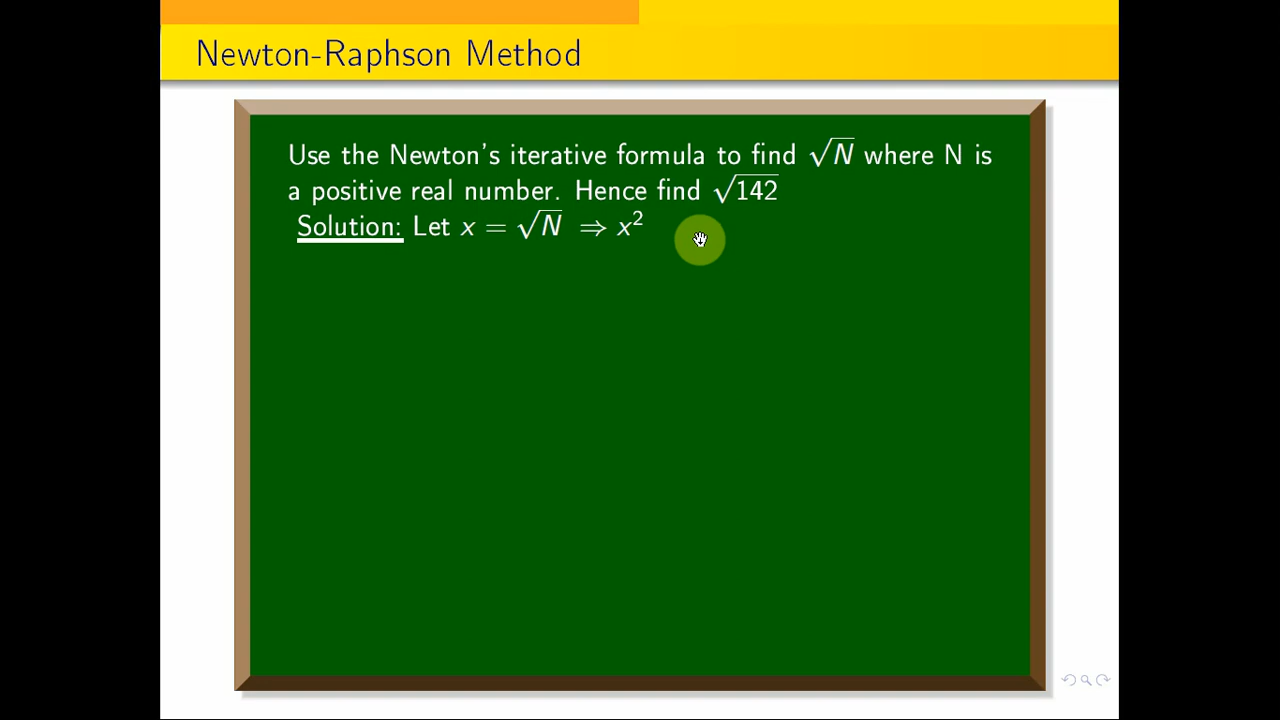 Newton-Raphson Method
Use the Newton's iterative formula to find √N where N is
a positive real number. Hence find √142
Solution: Let x = √N ⇒ x²